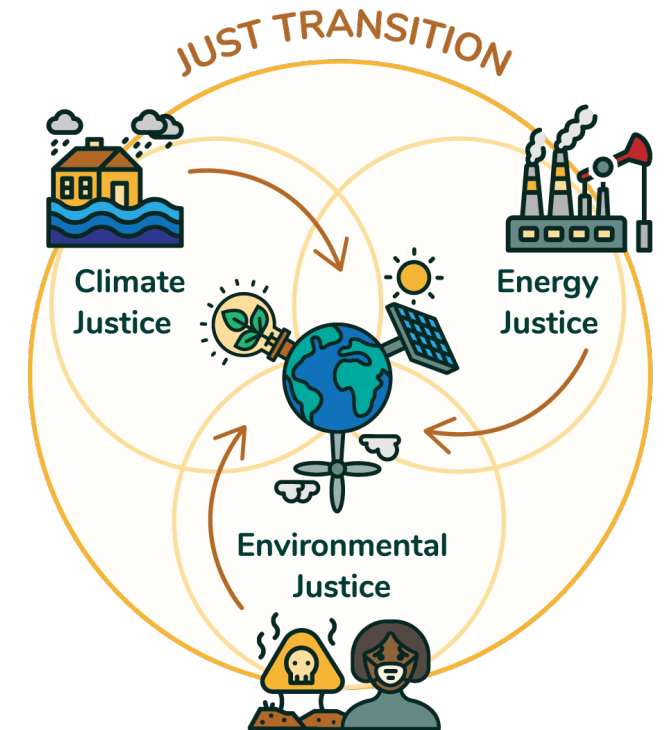 JUST TRANSITION
Climate
Justice
Energy
Justice
Environmental
Justice